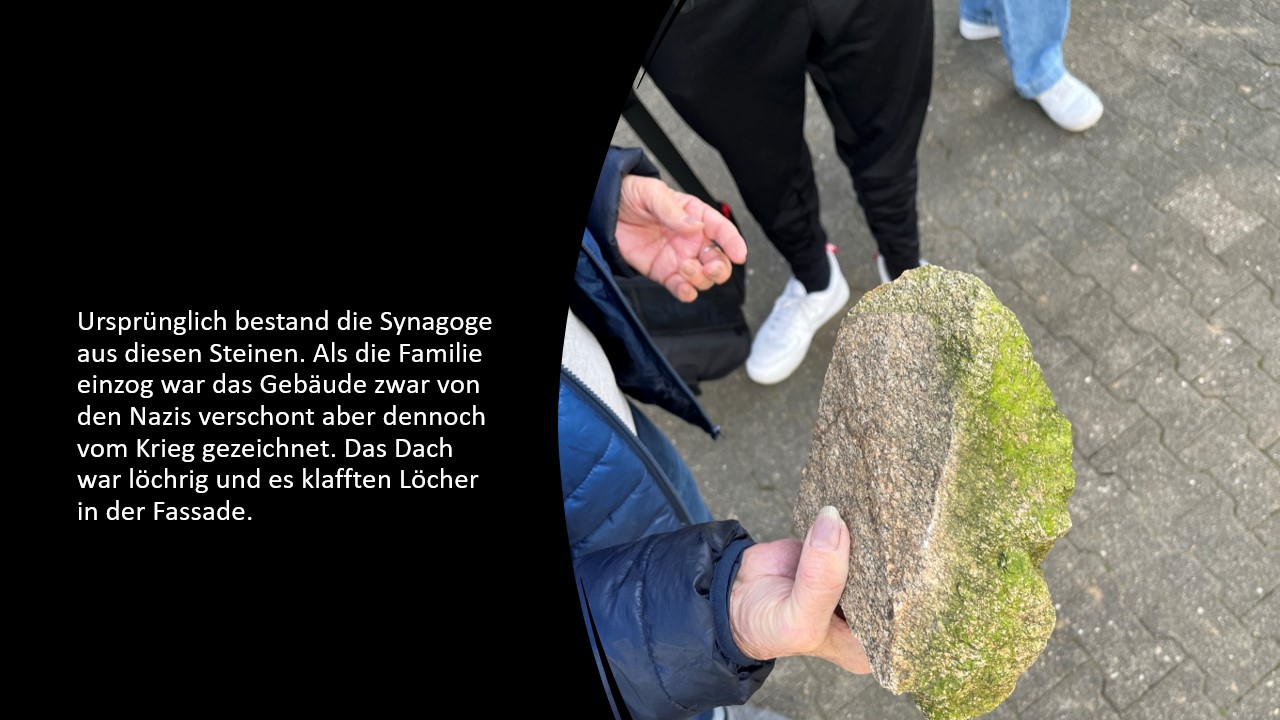 Ursprünglich bestand die Synagoge
aus diesen Steinen. Als die Familie
einzog war das Gebäude zwar von
den Nazis verschont aber dennoch
vom Krieg gezeichnet. Das Dach
war löchrig und es klafften Löcher
in der Fassade.